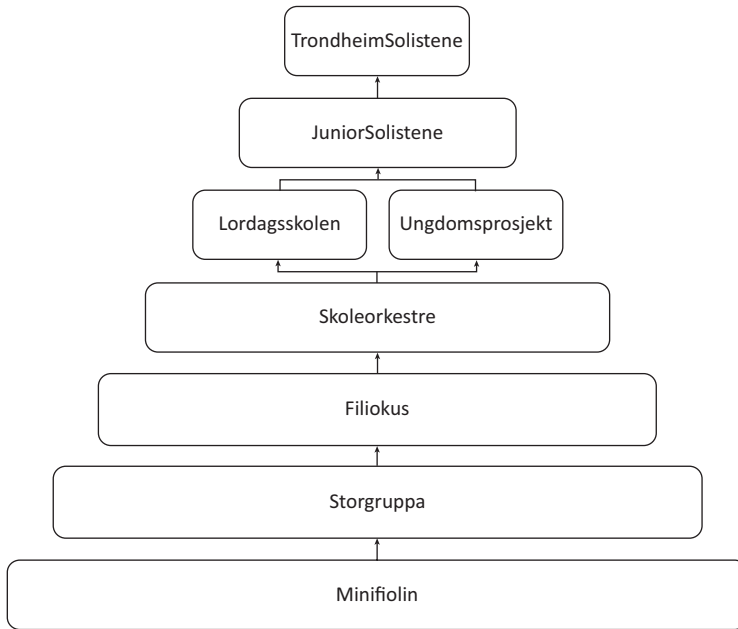 TrondheimSolistene
JuniorSolistene
Lordagsskolen
Ungdomsprosjekt
Skoleorkestre
Filiokus
Storgruppa
Minifiolin